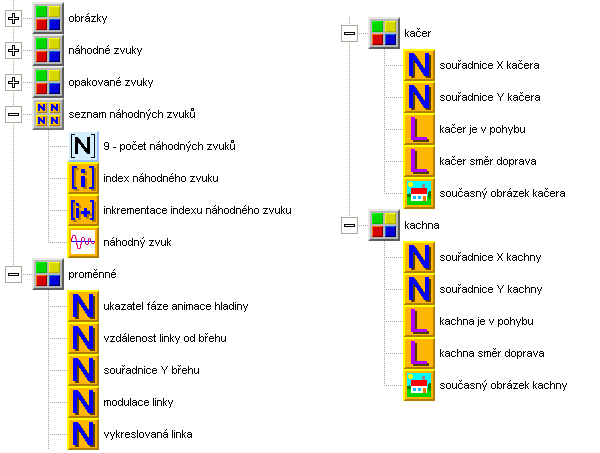 obrázky
náhodné zvuky
opakované zvuky
seznam náhodných zvuků
9 - počet náhodných zvuků
index náhodného zvuku
inkrementace indexu náhodného zvuku
náhodný zvuk
proměnné
ukazatel fáze animace hladiny
vzdálenost linky od břehu
souřadnice Y břehu
modulace linky
vykreslovaná linka
kačer
souřadnice X kačera
souřadnice Y kačera
kačer je v pohybu
kačer směr doprava
současný obrázek kačera
kachna
souřadnice X kachny
souřadnice Y kachny
kachna je v pohybu
kachna směr doprava
současný obrázek kachny